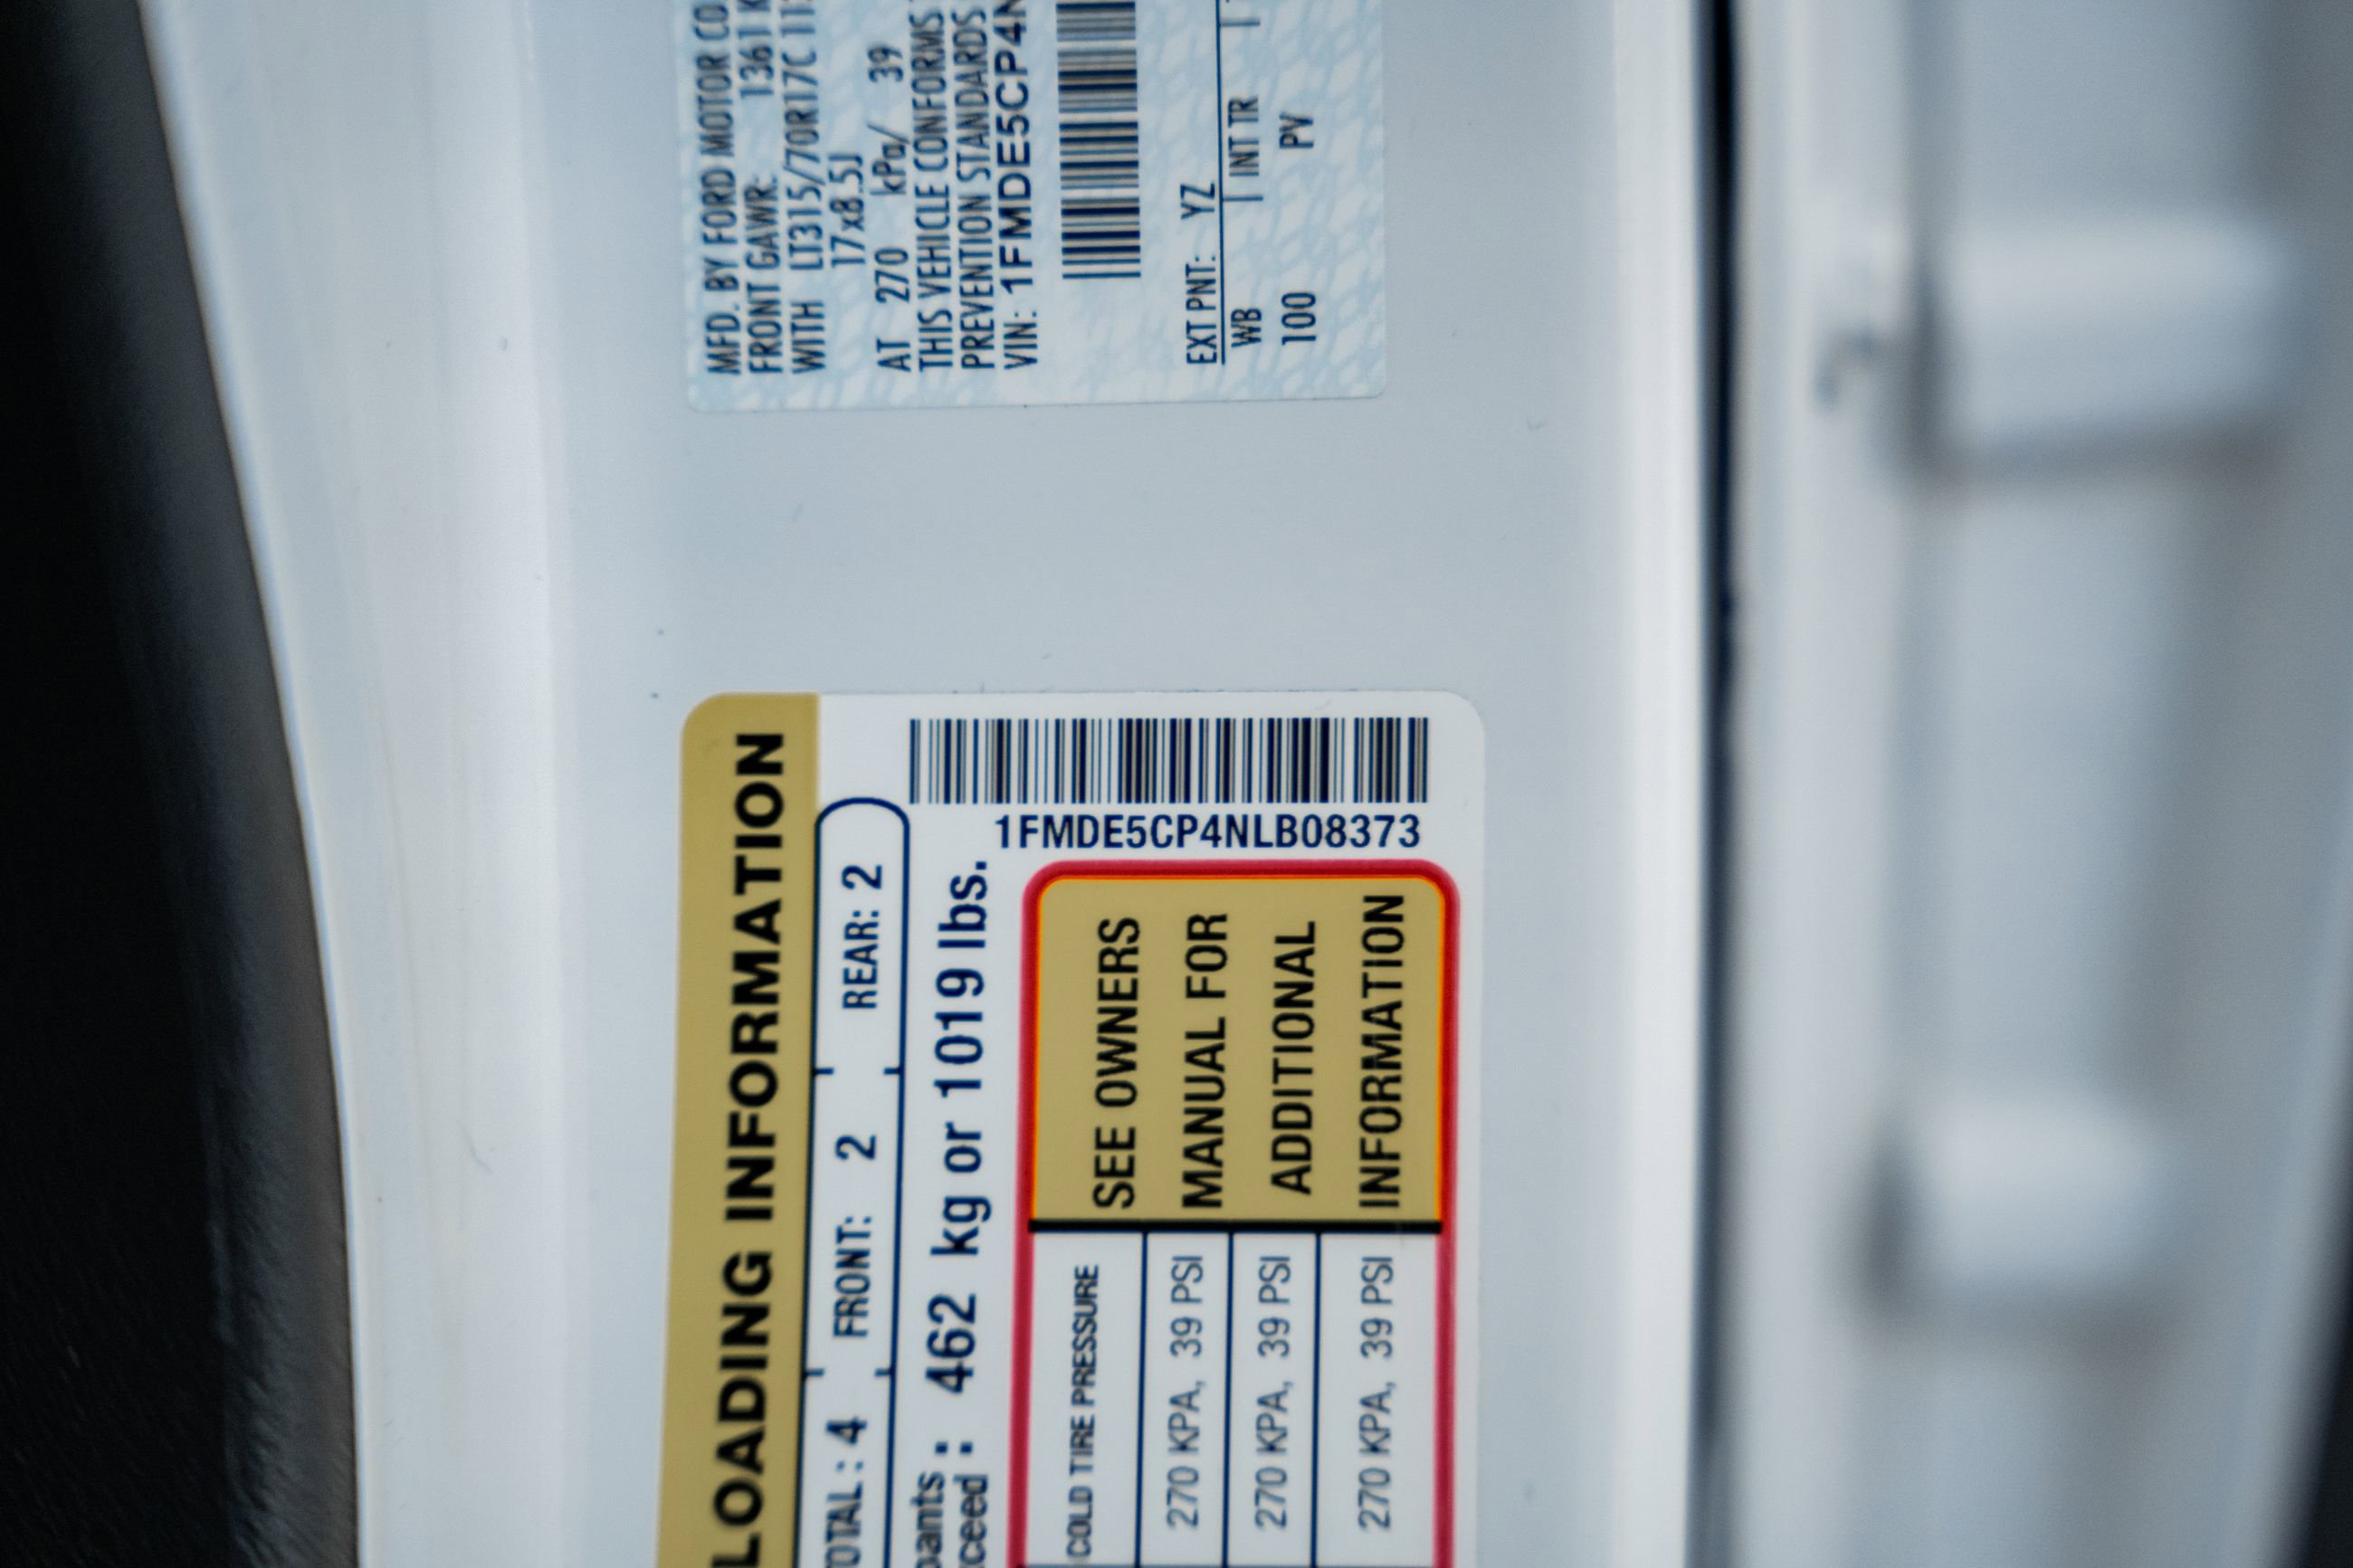 MFD. BY FORD MOTOR CO.
FRONT GAWR: 1361 K
WITH LT315/70R17C 11
17x8.5J
AT 270 kPa/ 39
THIS VEHICLE CONFORMS
PREVENTION STANDARDS
VIN: 1FMDE5CP4N
EXT PNT: YZ
WB INT TR
100 PV
LOADING INFORMATION
OTAL : 4 FRONT: 2 REAR: 2
pants :
ceed : 462 kg or 1019 lbs.
1FMDE5CP4NLB08373
COLD TIRE PRESSURE
270 KPA, 39 PSI
270 KPA, 39 PSI
270 KPA, 39 PSI
SEE OWNERS
MANUAL FOR
ADDITIONAL
INFORMATION